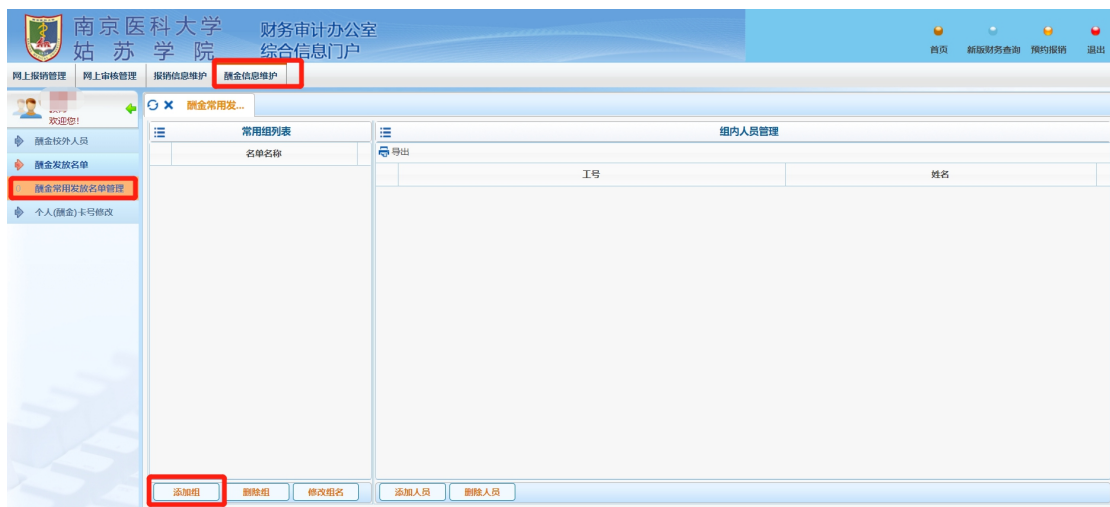 南京医科大学 财务审计办公室
姑苏学院 综合信息门户
首页 新版财务查询 预约报销 退出
网上报销管理 网上审核管理 报销信息维护 酬金信息维护
欢迎您!
酬金常用发...
酬金校外人员
酬金发放名单
酬金常用发放名单管理
个人(酬金)卡号修改
常用组列表 组内人员管理
名单名称
导出
工号 姓名
添加组 删除组 修改组名 添加人员 删除人员